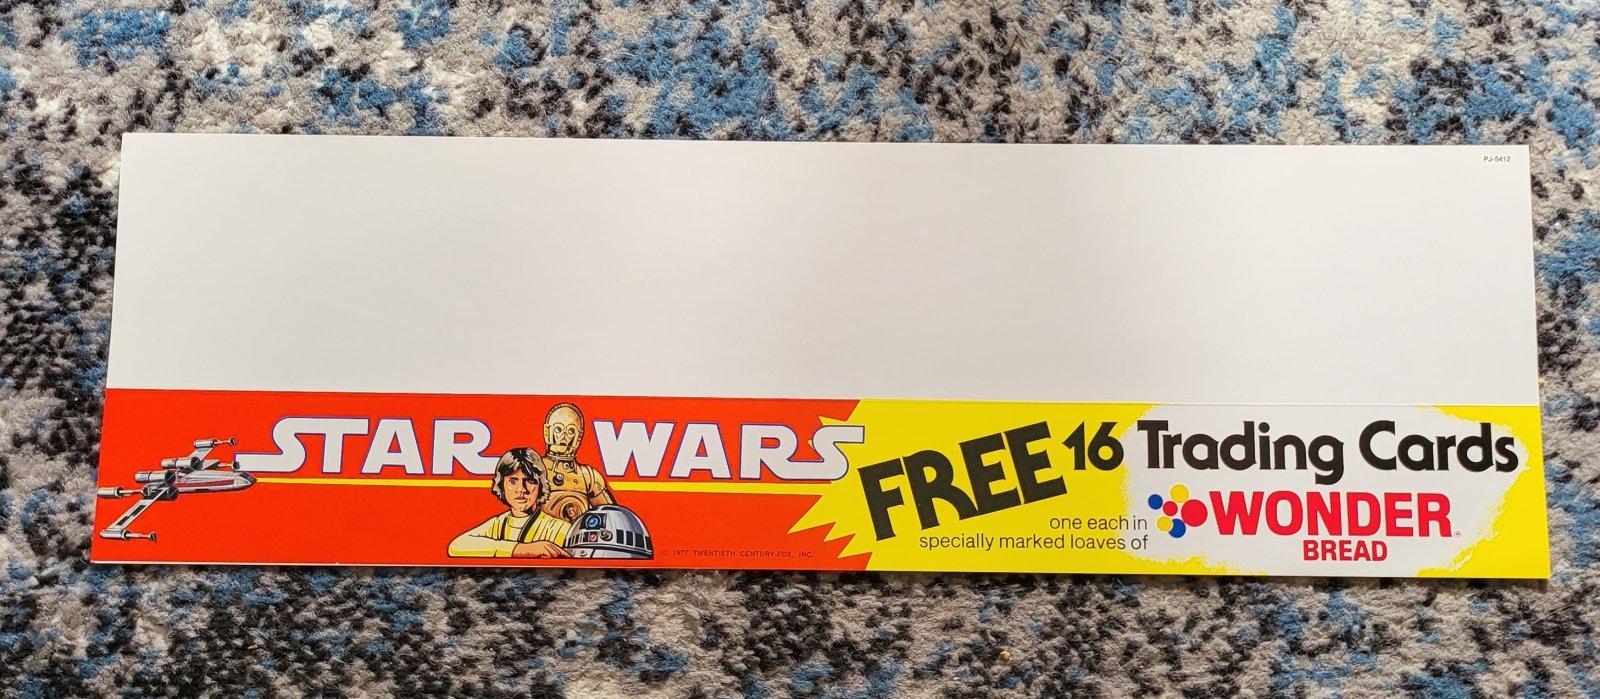 PJ-5412
STAR WARS
FREE 16 Trading Cards
one each in
specially marked loaves of
WONDER®
BREAD
© 1977 TWENTIETH CENTURY-FOX, INC.